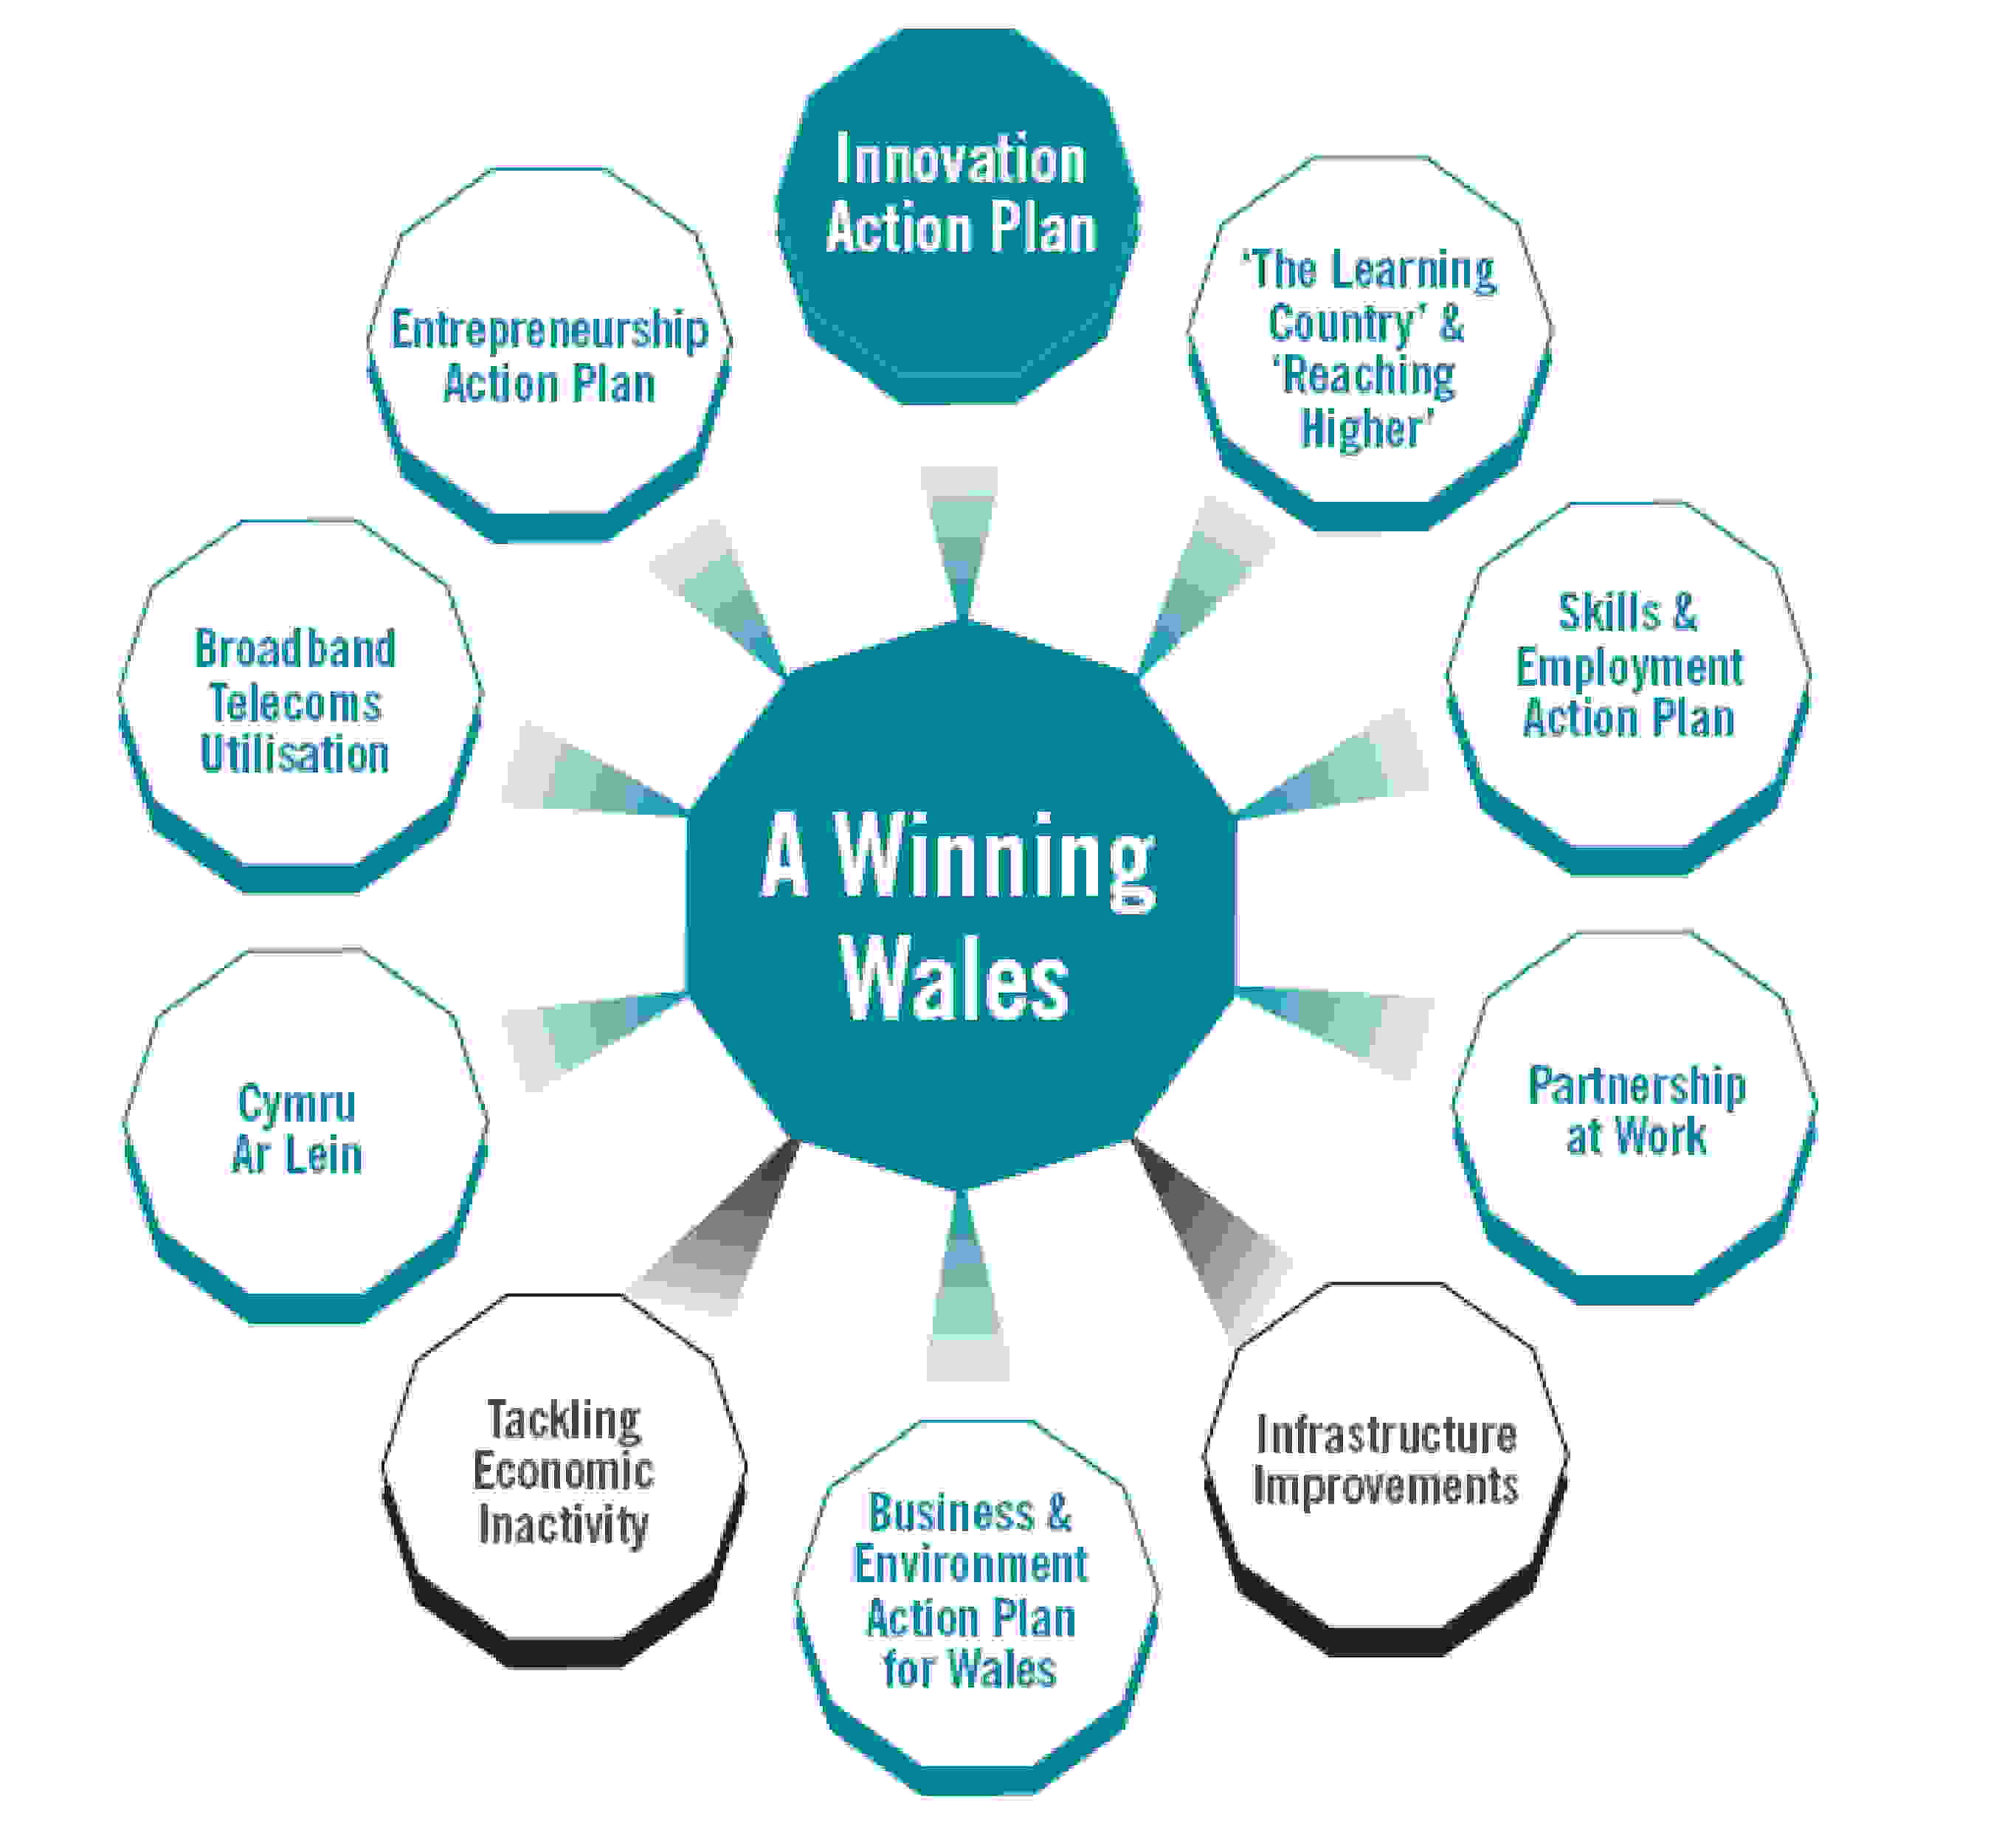 Innovation
Action Plan
‘The Learning
Country’ &
‘Reaching
Higher’
Skills &
Employment
Action Plan
Partnership
at Work
Infrastructure
Improvements
Business &
Environment
Action Plan
for Wales
Tackling
Economic
Inactivity
Cymru
Ar Lein
Broadband
Telecoms
Utilisation
Entrepreneurship
Action Plan
A Winning
Wales